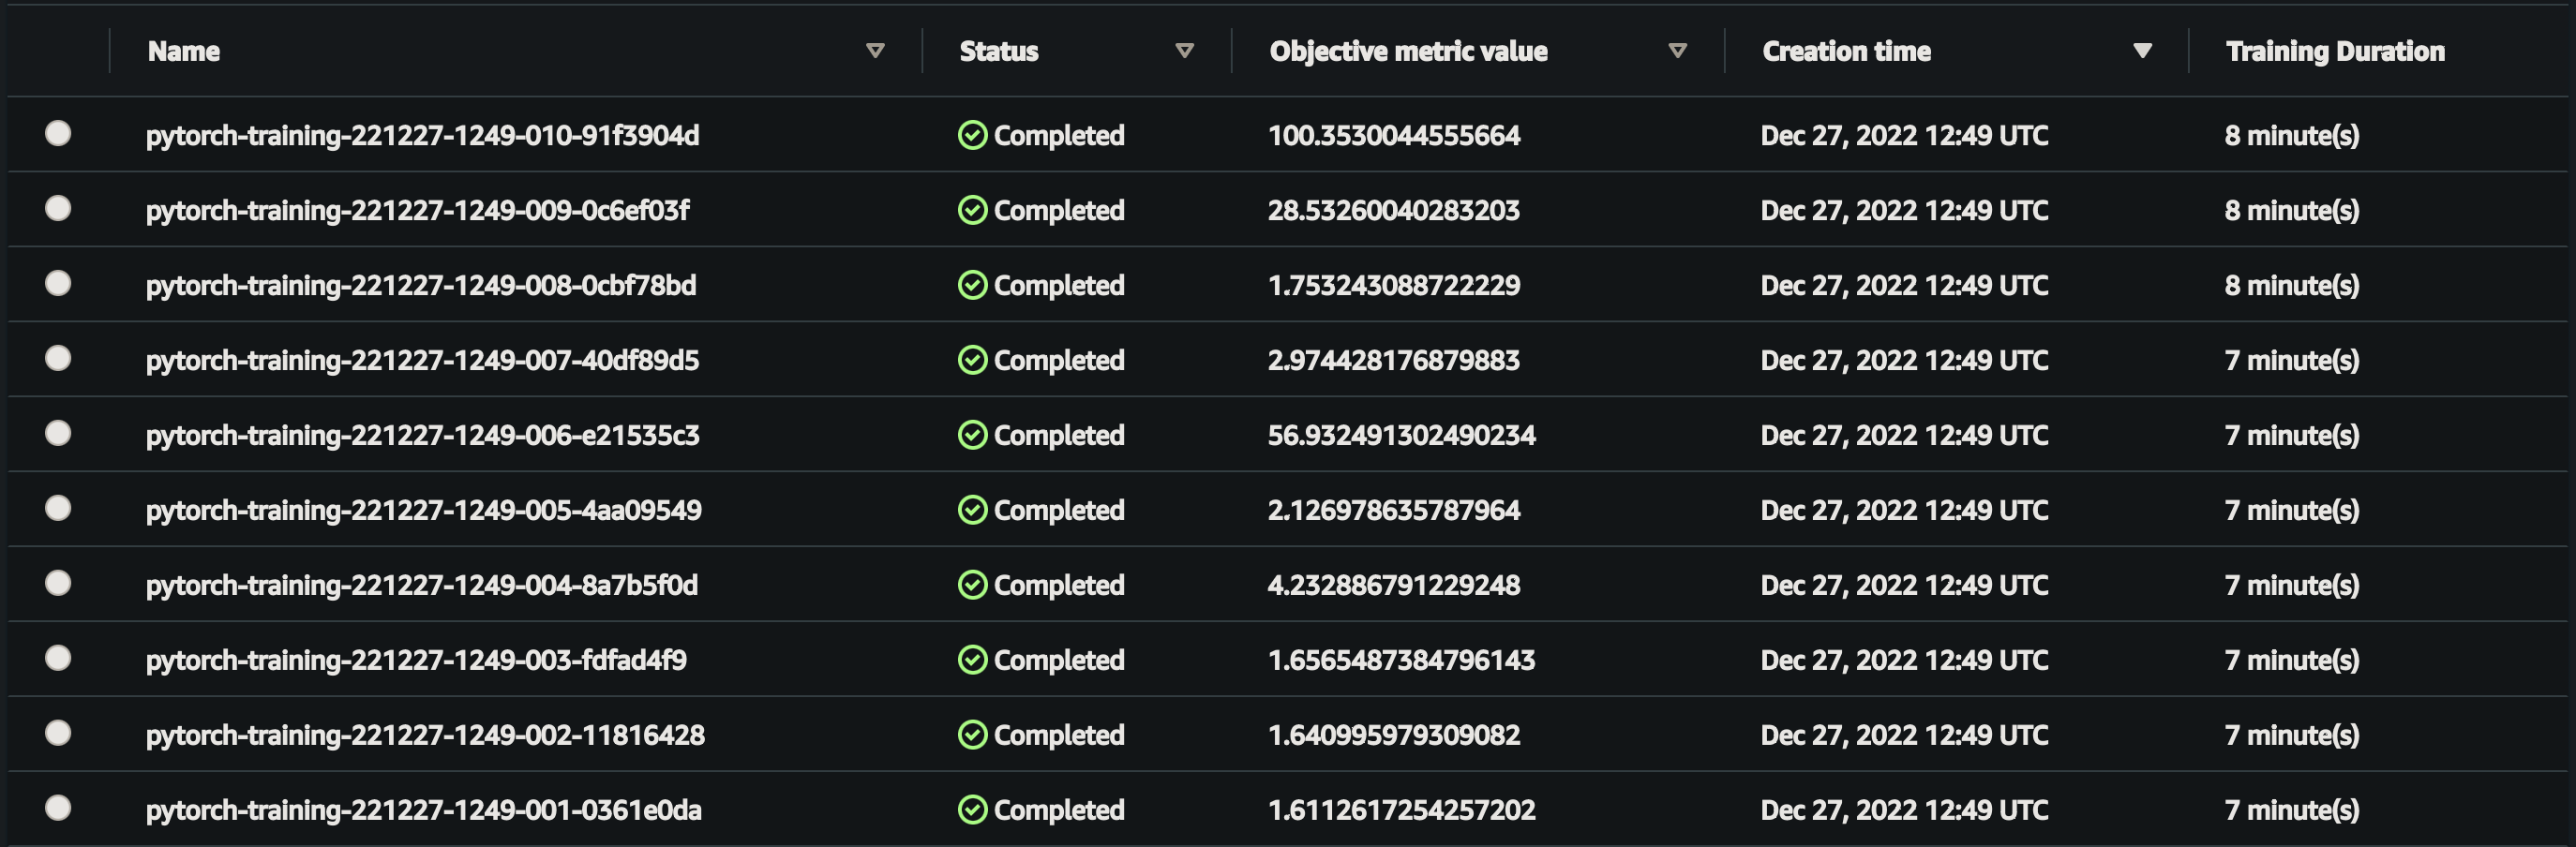 Name Status Objective metric value Creation time Training Duration
pytorch-training-221227-1249-010-91f3904d Completed 100.3530044555664 Dec 27, 2022 12:49 UTC 8 minute(s)
pytorch-training-221227-1249-009-0c6ef03f Completed 28.53260040283203 Dec 27, 2022 12:49 UTC 8 minute(s)
pytorch-training-221227-1249-008-0cbf78bd Completed 1.753243088722229 Dec 27, 2022 12:49 UTC 8 minute(s)
pytorch-training-221227-1249-007-40df89d5 Completed 2.974428176879883 Dec 27, 2022 12:49 UTC 7 minute(s)
pytorch-training-221227-1249-006-e21535c3 Completed 56.932491302490234 Dec 27, 2022 12:49 UTC 7 minute(s)
pytorch-training-221227-1249-005-4aa09549 Completed 2.126978635787964 Dec 27, 2022 12:49 UTC 7 minute(s)
pytorch-training-221227-1249-004-8a7b5f0d Completed 4.232886791229248 Dec 27, 2022 12:49 UTC 7 minute(s)
pytorch-training-221227-1249-003-fdfad4f9 Completed 1.6565487384796143 Dec 27, 2022 12:49 UTC 7 minute(s)
pytorch-training-221227-1249-002-11816428 Completed 1.640995979309082 Dec 27, 2022 12:49 UTC 7 minute(s)
pytorch-training-221227-1249-001-0361e0da Completed 1.6112617254257202 Dec 27, 2022 12:49 UTC 7 minute(s)